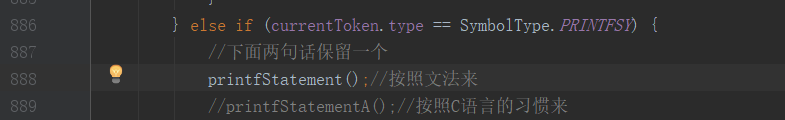 886 } else if (currentToken.type == SymbolType.PRINTFSY) {
887 //下面两句话保留一个
888 printfStatement();//按照文法来
889 //printfStatementA();//按照C语言的习惯来